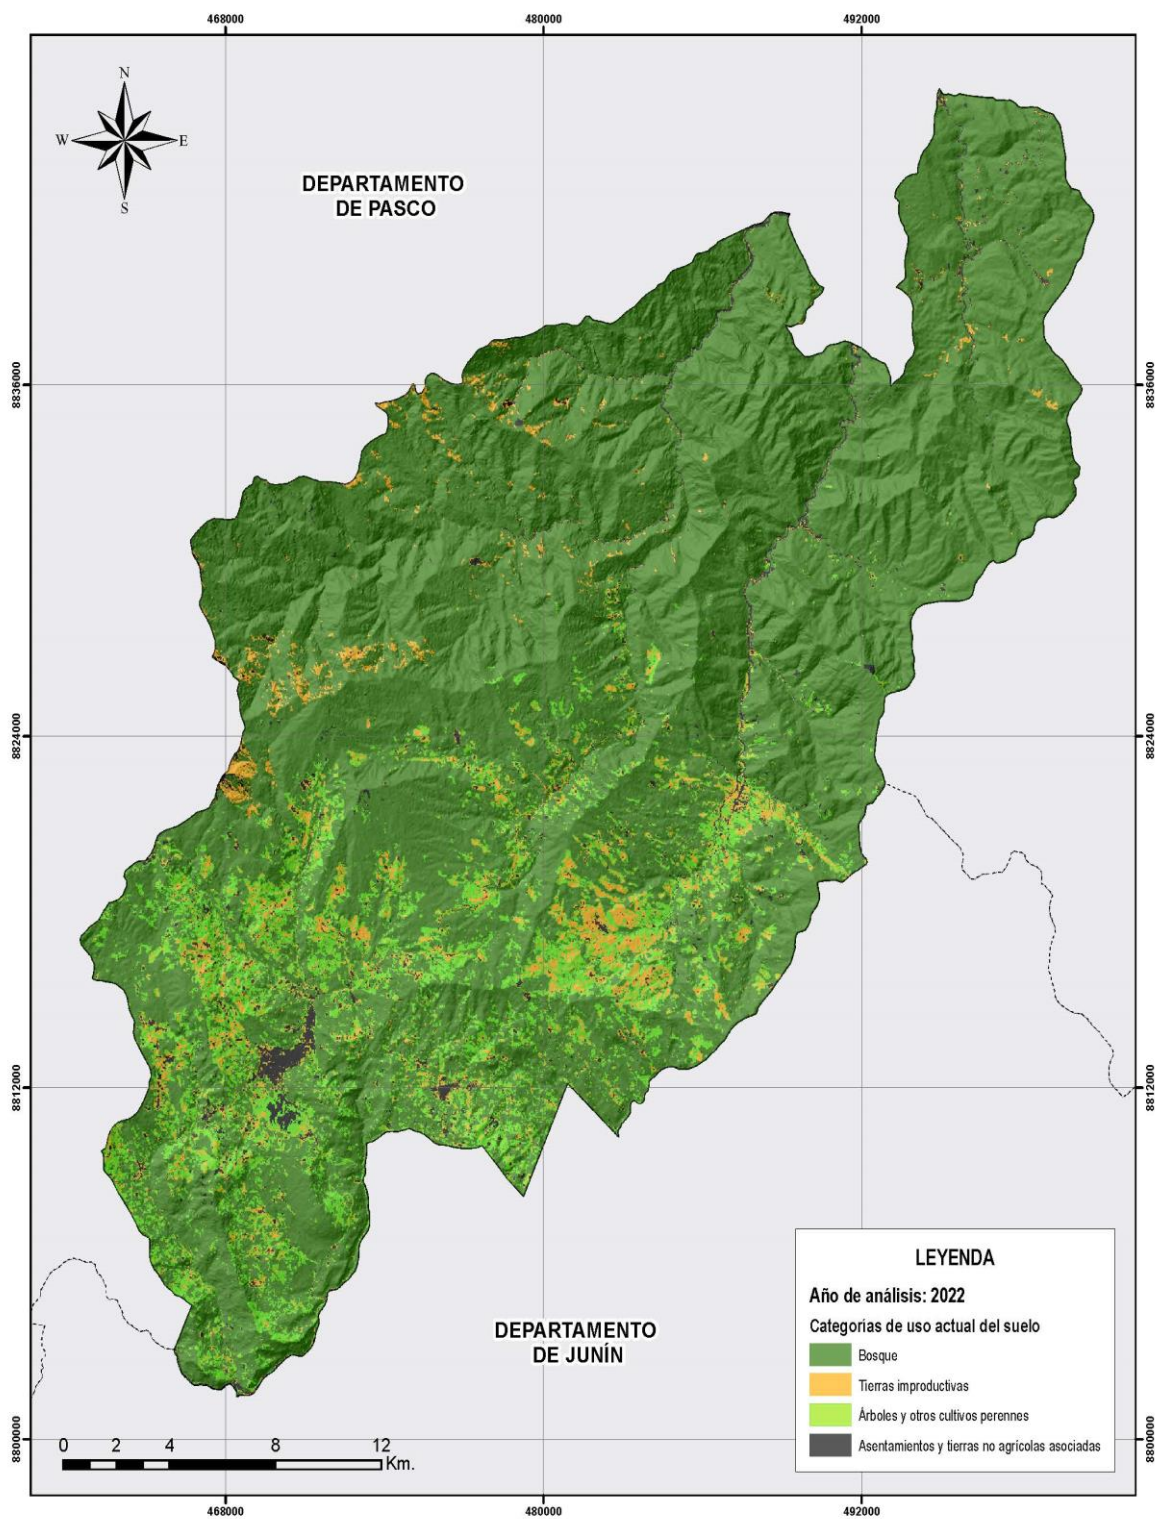 468000
480000
492000
N
W
E
S
DEPARTAMENTO
DE PASCO
8836000
8836000
8824000
8824000
8812000
8812000
DEPARTAMENTO
DE JUNÍN
LEYENDA
Año de análisis: 2022
Categorias de uso actual del suelo
Bosque
Tierras improductivas
Árboles y otros cultivos perennes
Asentamientos y tierras no agrícolas asociadas
8800000
8800000
0 2 4 8 12
Km.
468000
480000
492000